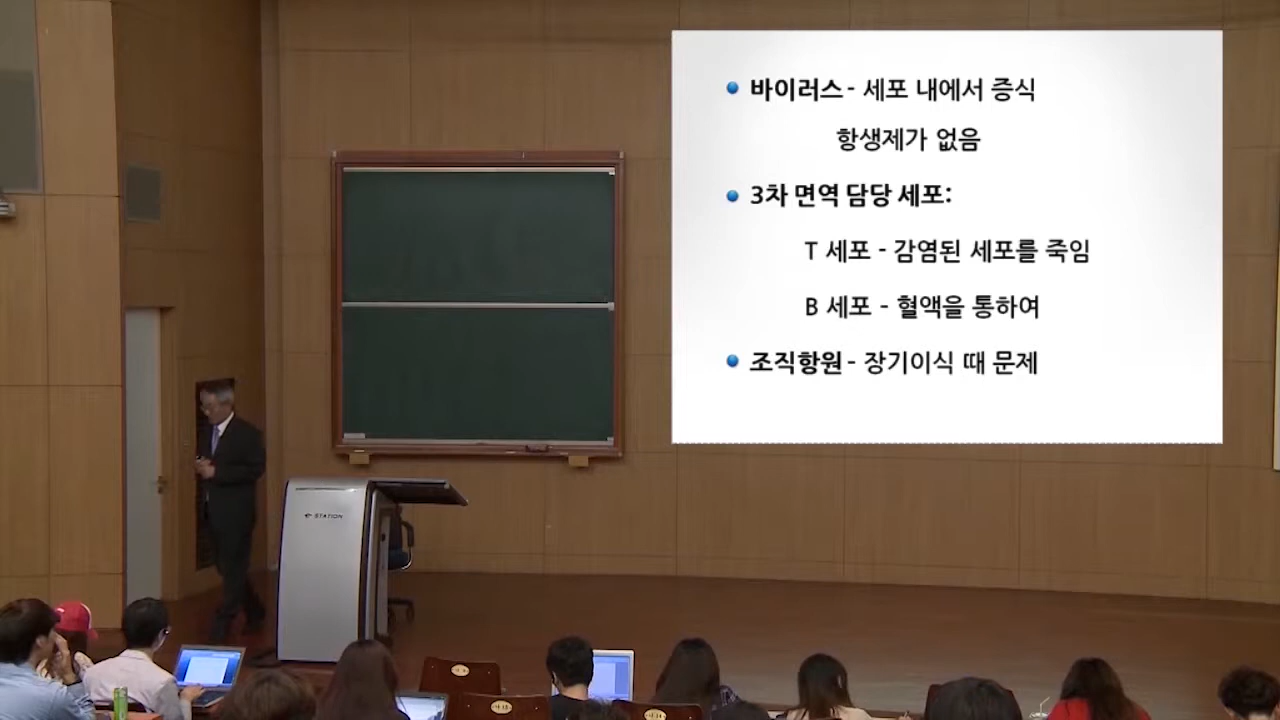 바이러스 - 세포 내에서 증식
항생제가 없음
3차 면역 담당 세포:
T 세포 - 감염된 세포를 죽임
B 세포 - 혈액을 통하여
조직항원 - 장기이식 때 문제
STATION